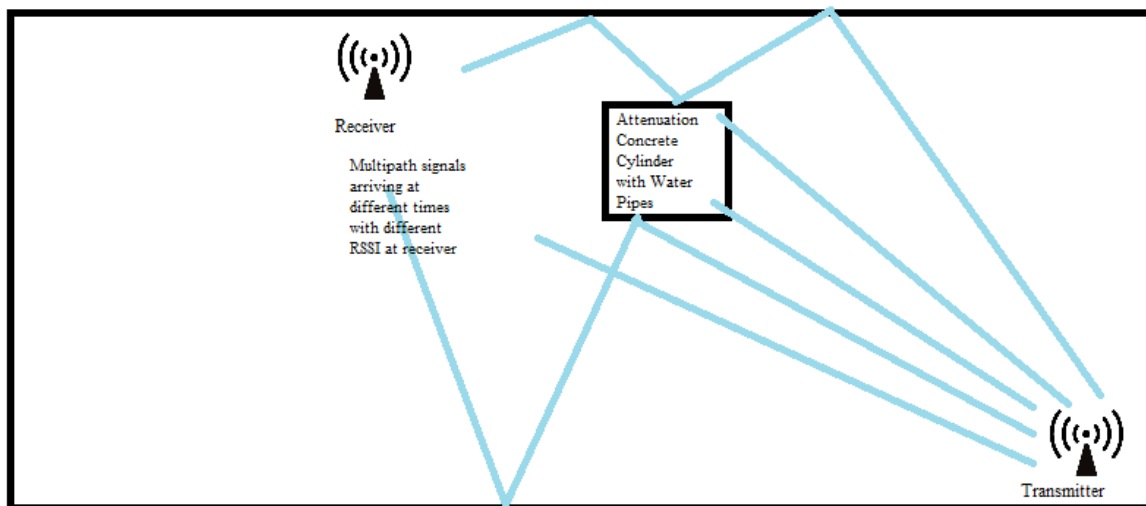 Receiver
Multipath signals
arriving at
different times
with different
RSSI at receiver
Attenuation
Concrete
Cylinder
with Water
Pipes
Transmitter